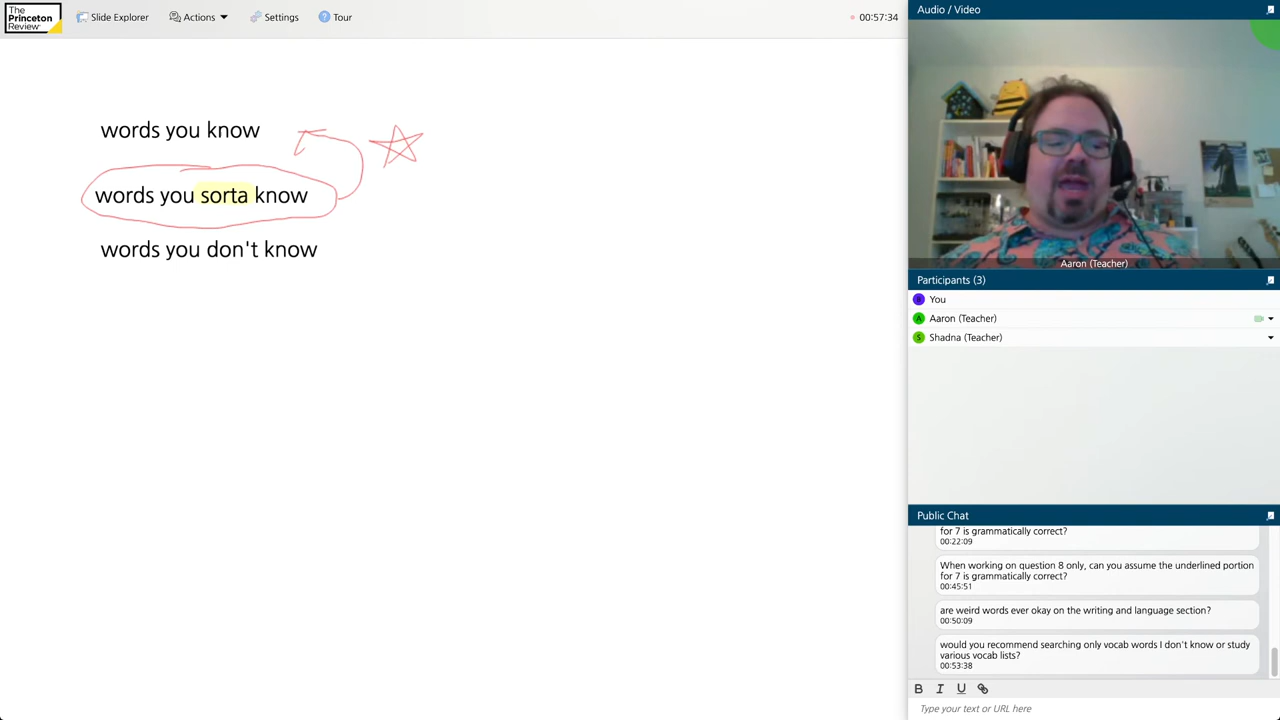 The
Princeton
Review
Slide Explorer
Actions
Settings
Tour
00:57:34
words you know
words you sorta know
words you don't know
Audio / Video
Aaron (Teacher)
Participants (3)
B You
A Aaron (Teacher)
S Shadna (Teacher)
Public Chat
for 7 is grammatically correct?
00:22:09
When working on question 8 only, can you assume the underlined portion
for 7 is grammatically correct?
00:45:51
are weird words ever okay on the writing and language section?
00:50:09
would you recommend searching only vocab words I don't know or study
various vocab lists?
00:53:38
B I U
Type your text or URL here